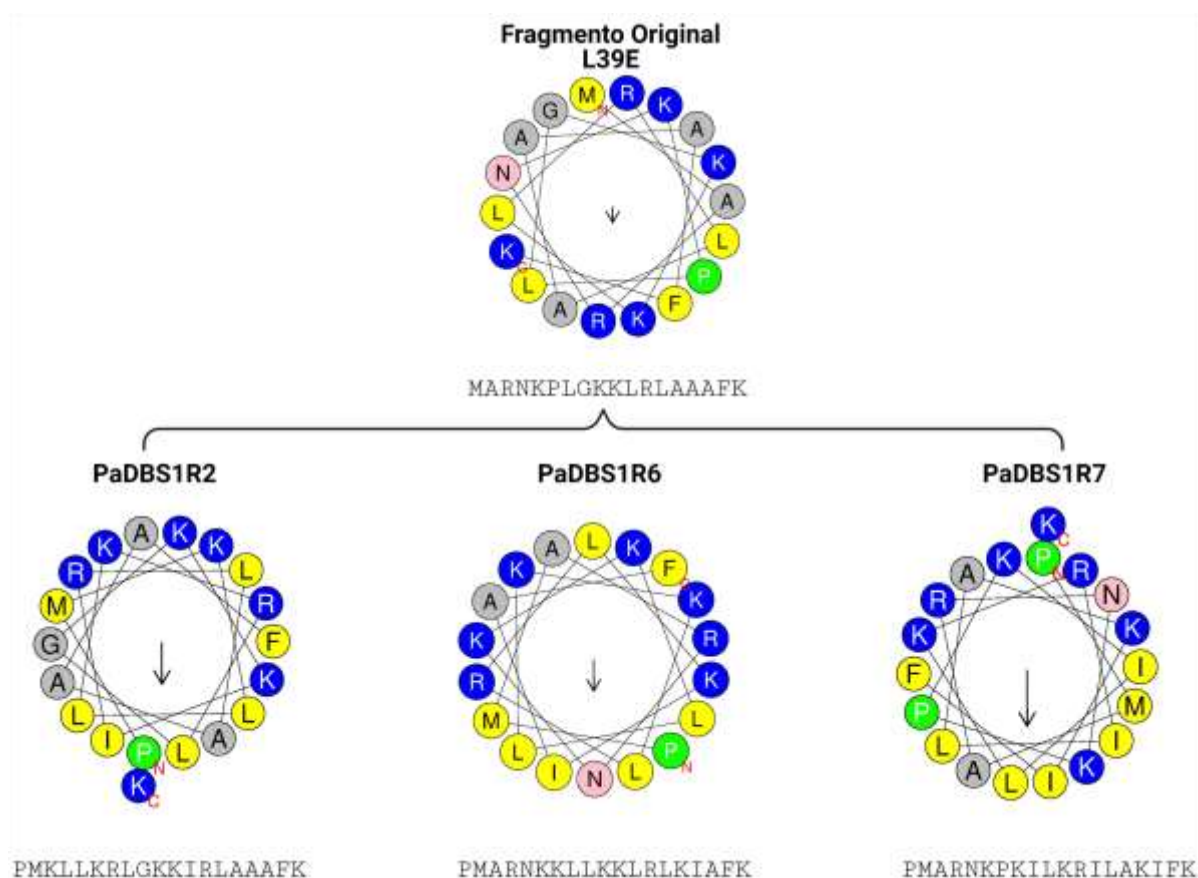 Fragmento Original
L39E
G M R K
N
A A
N K
L A
K L
C
L P
A R K F
MARNKPLGKKLRLAAAFK
PaDBS1R2
K A K K L
R R
M F
G K
A L
L A
I P L
N
K
C
PMKLLKRLGKKIRLAAAFK
PaDBS1R6
K A L K F
C
A K
K R
R K
M L
L P
N
I N L
PMARNKKLLKKLRLKIAFK
PaDBS1R7
K
C
A K P R N
N
R K
K I
F M
P I
L K
A L I
PMARNKPKILKRILAKIFK